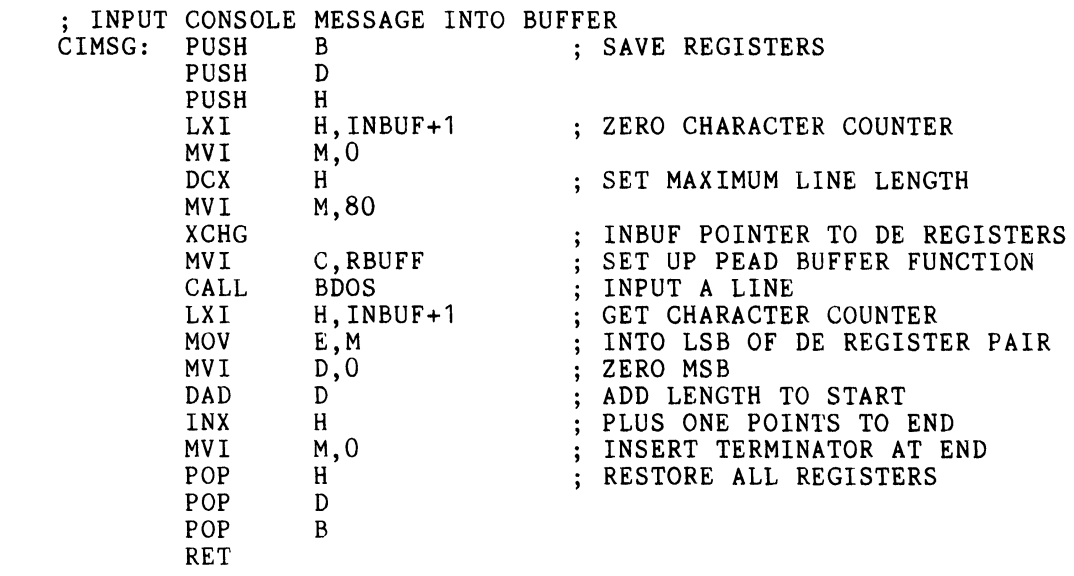 ; INPUT CONSOLE MESSAGE INTO BUFFER
CIMSG: PUSH B ; SAVE REGISTERS
PUSH D
PUSH H
LXI H,INBUF+1 ; ZERO CHARACTER COUNTER
MVI M,0
DCX H ; SET MAXIMUM LINE LENGTH
MVI M,80
XCHG ; INBUF POINTER TO DE REGISTERS
MVI C,RBUFF ; SET UP PEAD BUFFER FUNCTION
CALL BDOS ; INPUT A LINE
LXI H,INBUF+1 ; GET CHARACTER COUNTER
MOV E,M ; INTO LSB OF DE REGISTER PAIR
MVI D,0 ; ZERO MSB
DAD D ; ADD LENGTH TO START
INX H ; PLUS ONE POINTS TO END
MVI M,0 ; INSERT TERMINATOR AT END
POP H ; RESTORE ALL REGISTERS
POP D
POP B
RET